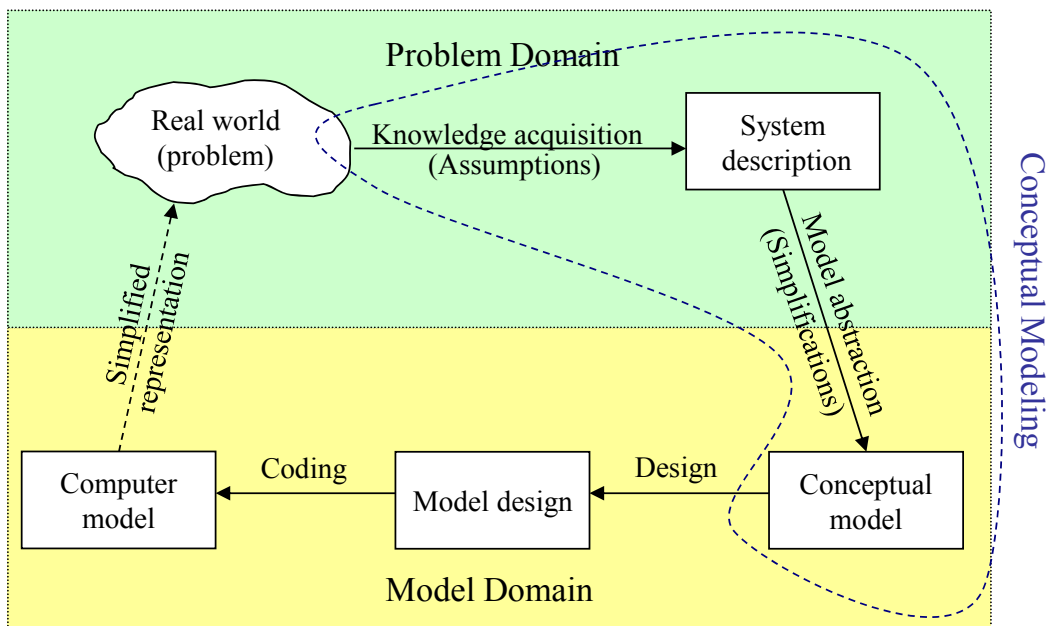 Problem Domain
Real world
(problem)
Knowledge acquisition
(Assumptions)
System
description
Model abstraction
(Simplifications)
Conceptual Modeling
Simplified
representation
Computer
model
Coding
Model design
Design
Conceptual
model
Model Domain